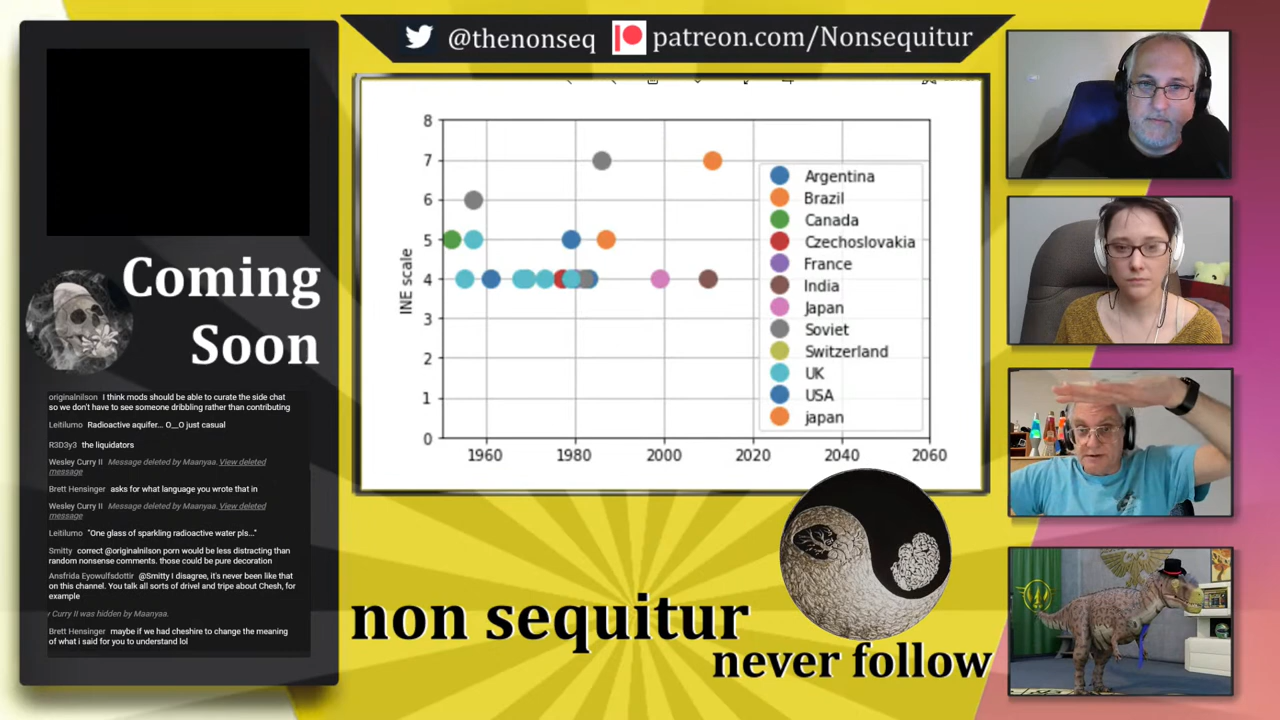 @thenonseq
patreon.com/Nonsequitur
Coming
Soon
originalnilson I think mods should be able to curate the side chat
so we don't have to see someone dribbling rather than contributing
Leitilumo Radioactive aquifer... O__O just casual
R3D3y3 the liquidators
Wesley Curry II Message deleted by Maanyaa. View deleted
message
Brett Hensinger asks for what language you wrote that in
Wesley Curry II Message deleted by Maanyaa. View deleted
message
Leitilumo "One glass of sparkling radioactive water pls..."
Smitty correct @originalnilson porn would be less distracting than
random nonsense comments. those could be pure decoration
Ansfrida Eyowulfsdottir @Smitty I disagree, it's never been like that
on this channel. You talk all sorts of drivel and tripe about Chesh, for
example
Curry II was hidden by Maanyaa.
Brett Hensinger maybe if we had cheshire to change the meaning
of what i said for you to understand lol
INE scale
8
7
6
5
4
3
2
1
0
1960
1980
2000
2020
2040
2060
Argentina
Brazil
Canada
Czechoslovakia
France
India
Japan
Soviet
Switzerland
UK
USA
japan
non sequitur
never follow